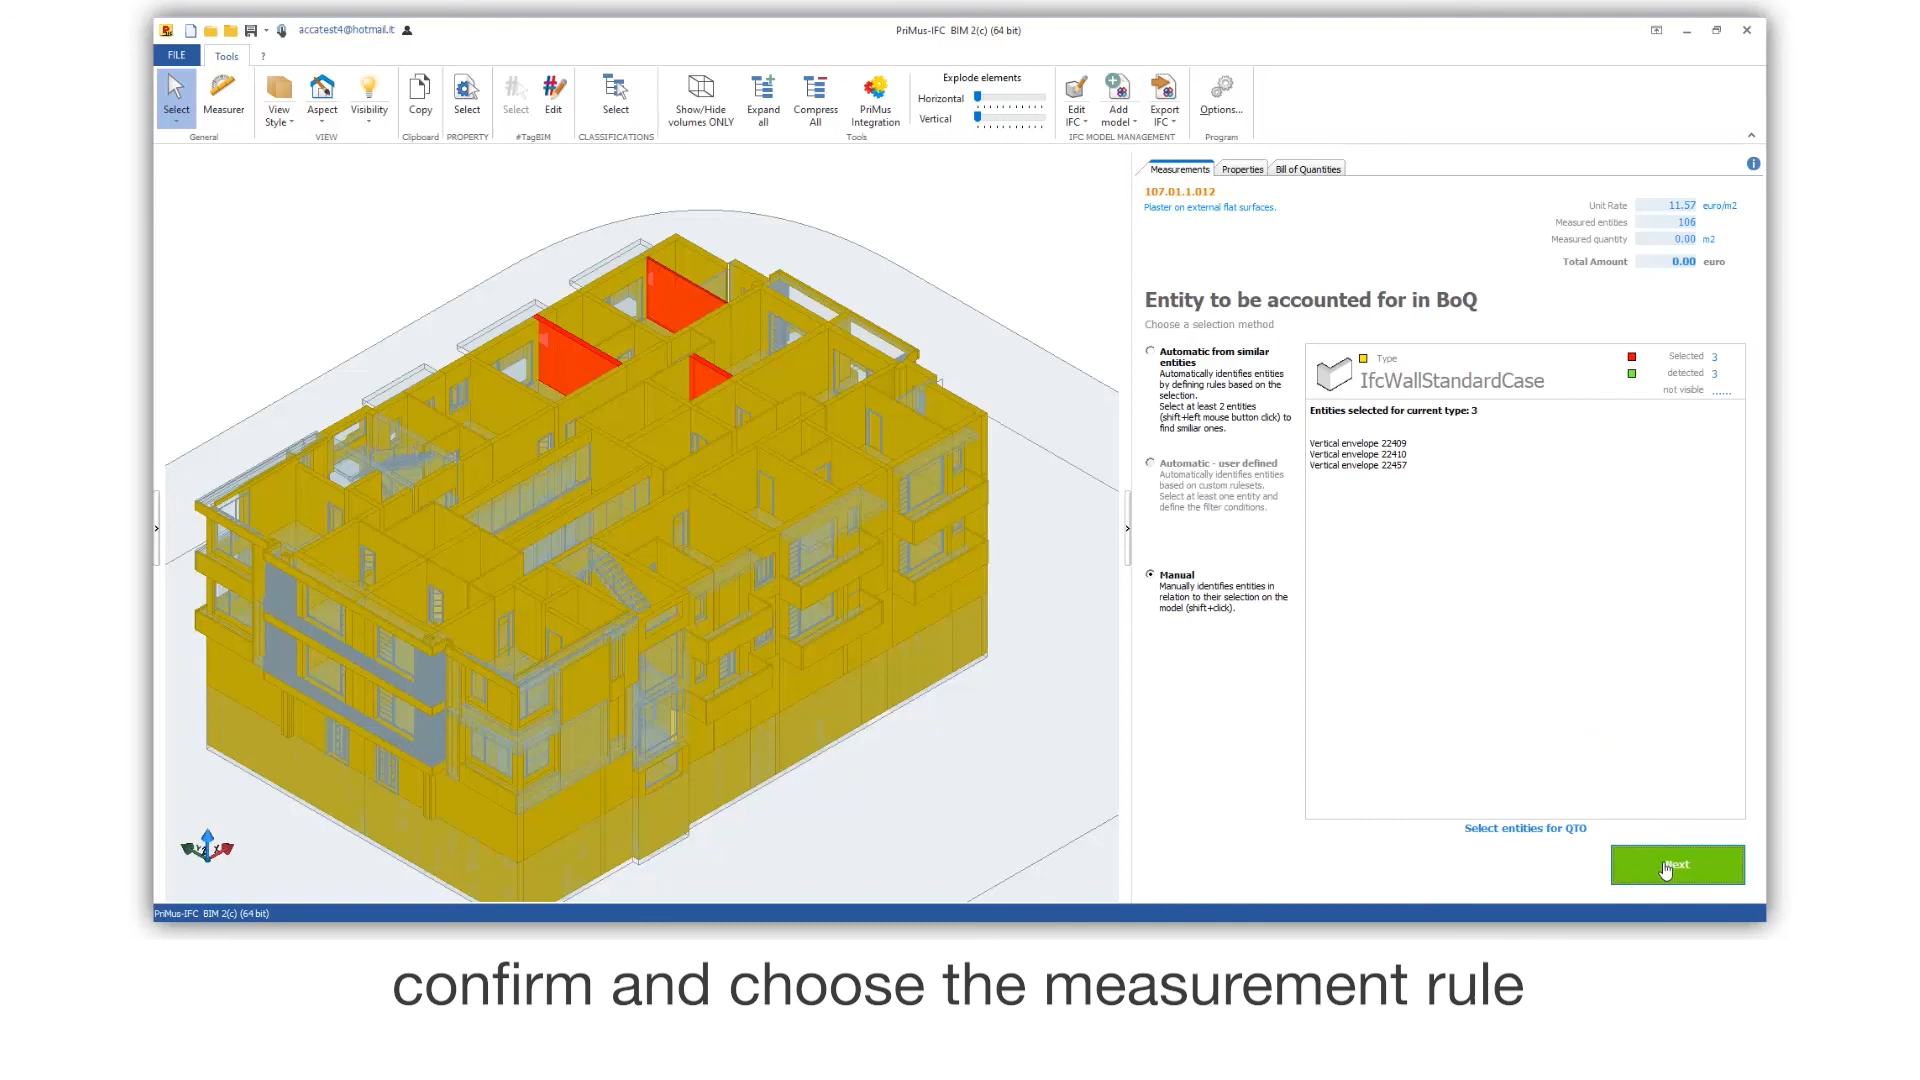 accatest4@hotmail.it
PriMus-IFC BIM 2(c) (64 bit)
FILE
Tools
?
Select
Measurer
General
View
Style
Aspect
Visibility
VIEW
Copy
Clipboard
Select
PROPERTY
Select
Edit
#TagBIM
Select
CLASSIFICATIONS
Show/Hide
volumes ONLY
Expand
all
Compress
All
PriMus
Integration
Tools
Explode elements
Horizontal
Vertical
Edit
IFC
Add
model
Export
IFC
IFC MODEL MANAGEMENT
Options...
Program
Measurements
Properties
Bill of Quantities
107.01.1.012
Plaster on external flat surfaces.
Unit Rate 11.57 euro/m2
Measured entities 106
Measured quantity 0.00 m2
Total Amount 0.00 euro
Entity to be accounted for in BoQ
Choose a selection method
Automatic from similar
entities
Automatically identifies entities
by defining rules based on the
selection.
Select at least 2 entities
(shift+left mouse button click) to
find smiliar ones.
Automatic - user defined
Automatically identifies entities
based on custom rulesets.
Select at least one entity and
define the filter conditions.
Manual
Manually identifies entities in
relation to their selection on the
model (shift+click).
Type
IfcWallStandardCase
Selected 3
detected 3
not visible ......
Entities selected for current type: 3
Vertical envelope 22409
Vertical envelope 22410
Vertical envelope 22457
Select entities for QTO
Next
PriMus-IFC BIM 2(c) (64 bit)
confirm and choose the measurement rule